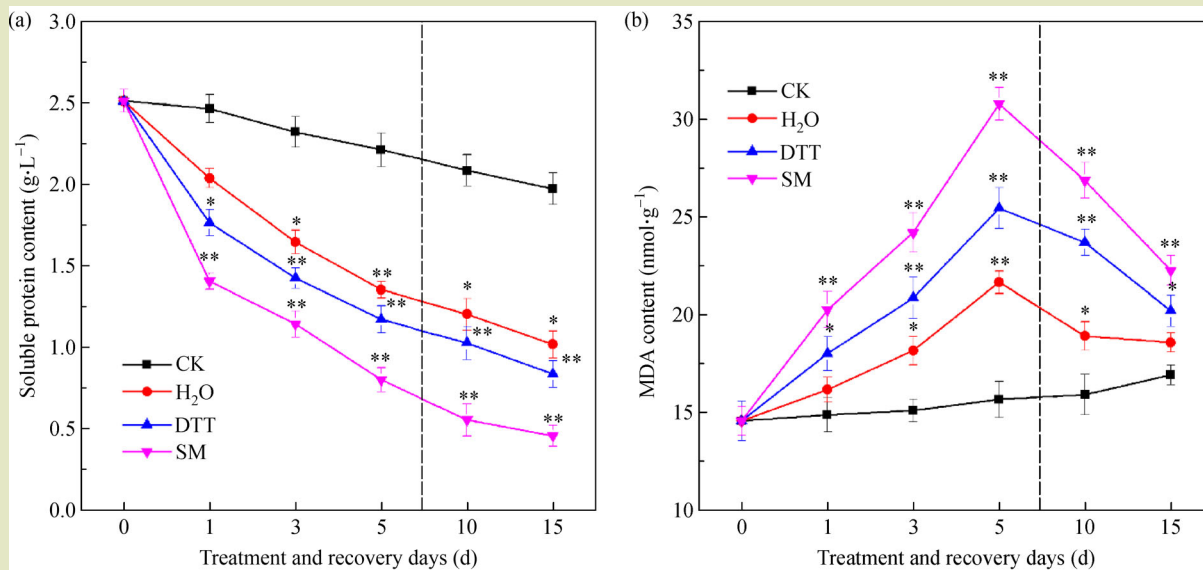 (a)
3.0
2.5
2.0
1.5
1.0
0.5
0.0
Soluble protein content (g·L⁻¹)
*
**
*
**
**
**
**
**
*
**
**
*
**
**
CK
H₂O
DTT
SM
0 1 3 5 10 15
Treatment and recovery days (d)
(b)
35
30
25
20
15
10
MDA content (nmol·g⁻¹)
CK
H₂O
DTT
SM
**
*
**
**
*
**
**
**
**
**
*
**
*
0 1 3 5 10 15
Treatment and recovery days (d)